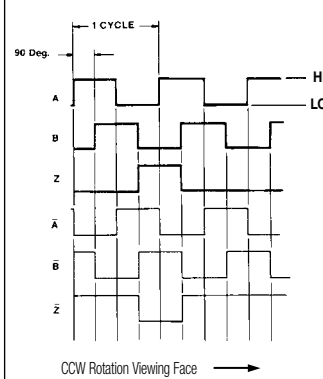 1 CYCLE
90 Deg.
A
HI
LO
B
Z
A̅
B̅
Z̅
CCW Rotation Viewing Face